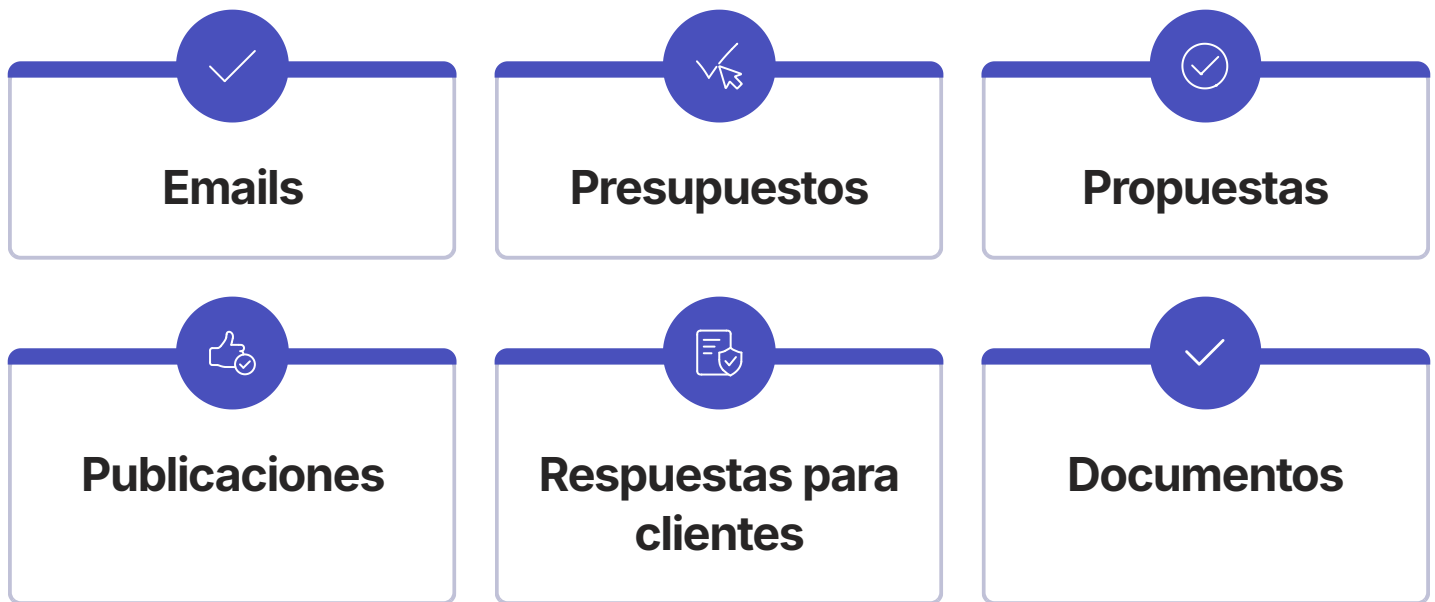 Emails
Presupuestos
Propuestas
Publicaciones
Respuestas para
clientes
Documentos